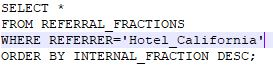 SELECT *
FROM REFERRAL_FRACTIONS
WHERE REFERRER='Hotel_California'
ORDER BY INTERNAL_FRACTION DESC;